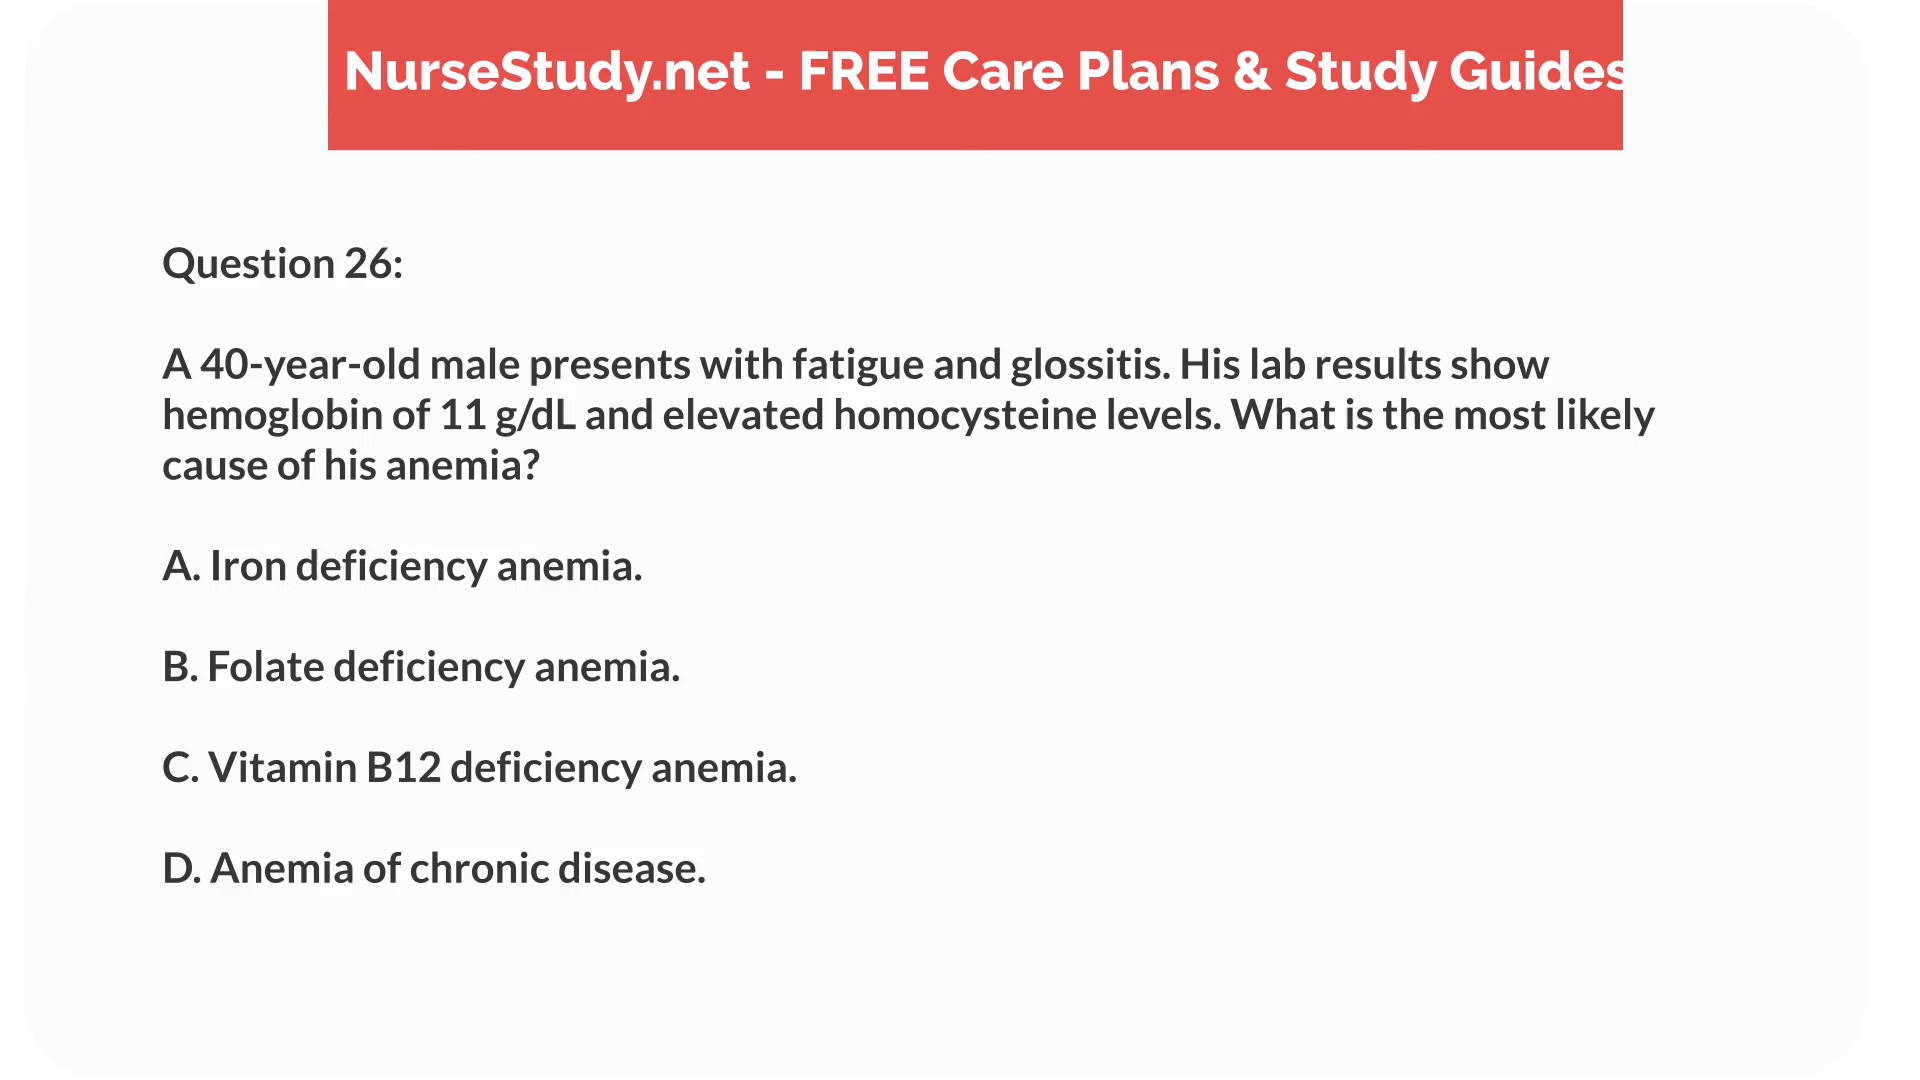 NurseStudy.net - FREE Care Plans & Study Guides
Question 26:
A 40-year-old male presents with fatigue and glossitis. His lab results show
hemoglobin of 11 g/dL and elevated homocysteine levels. What is the most likely
cause of his anemia?
A. Iron deficiency anemia.
B. Folate deficiency anemia.
C. Vitamin B12 deficiency anemia.
D. Anemia of chronic disease.